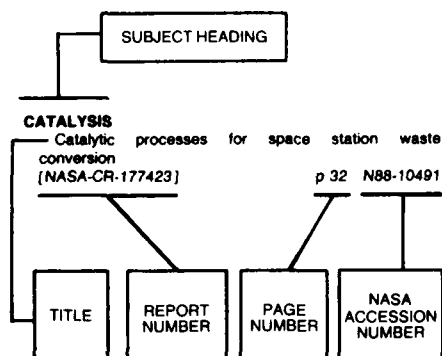 SUBJECT HEADING
CATALYSIS
Catalytic processes for space station waste
conversion
[NASA-CR-177423] p 32 N88-10491
TITLE
REPORT
NUMBER
PAGE
NUMBER
NASA
ACCESSION
NUMBER